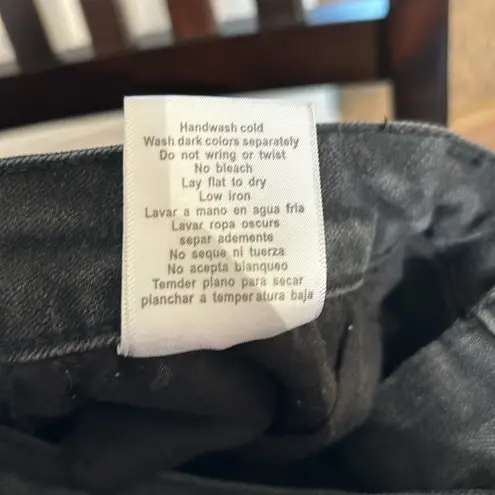 Handwash cold
Wash dark colors separately
Do not wring or twist
No bleach
Lay flat to dry
Low iron
Lavar a mano en agua fria
Lavar ropa oscurs
separ ademente
No seque ni tuerza
No acepta blanqueo
Temder plano para secar
planchar a temperatura baja